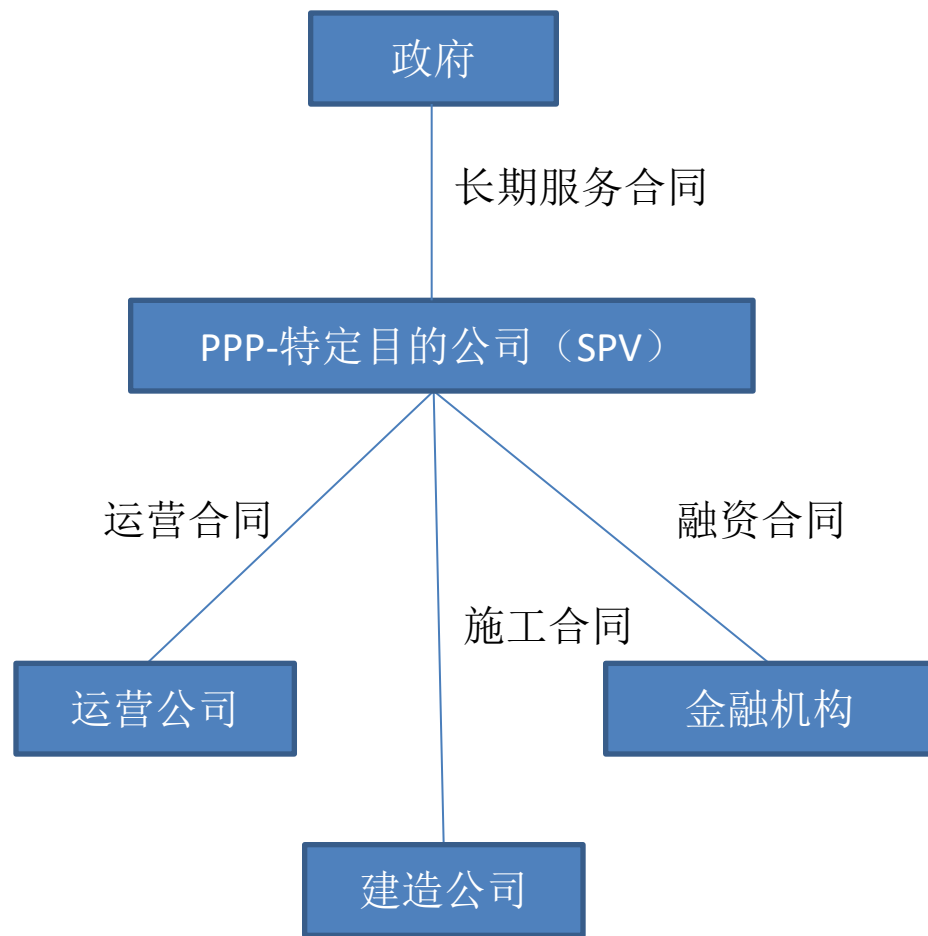 政府
长期服务合同
PPP-特定目的公司（SPV）
运营合同
融资合同
施工合同
运营公司
金融机构
建造公司